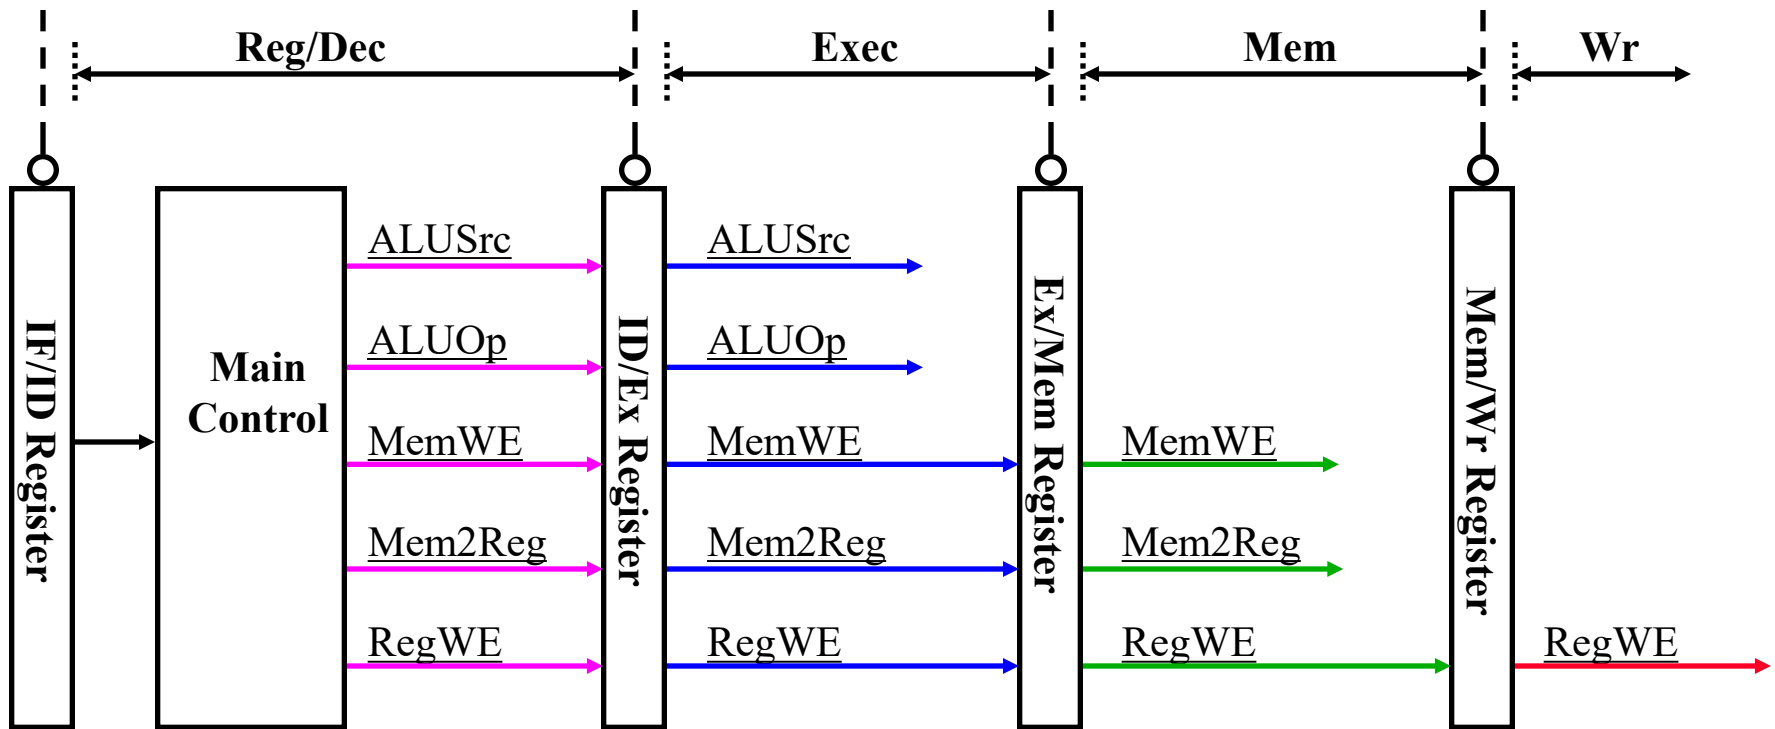 Reg/Dec
Exec
Mem
Wr
IF/ID Register
Main
Control
ALUSrc
ALUOp
MemWE
Mem2Reg
RegWE
ID/Ex Register
ALUSrc
ALUOp
MemWE
Mem2Reg
RegWE
Ex/Mem Register
MemWE
Mem2Reg
RegWE
Mem/Wr Register
RegWE